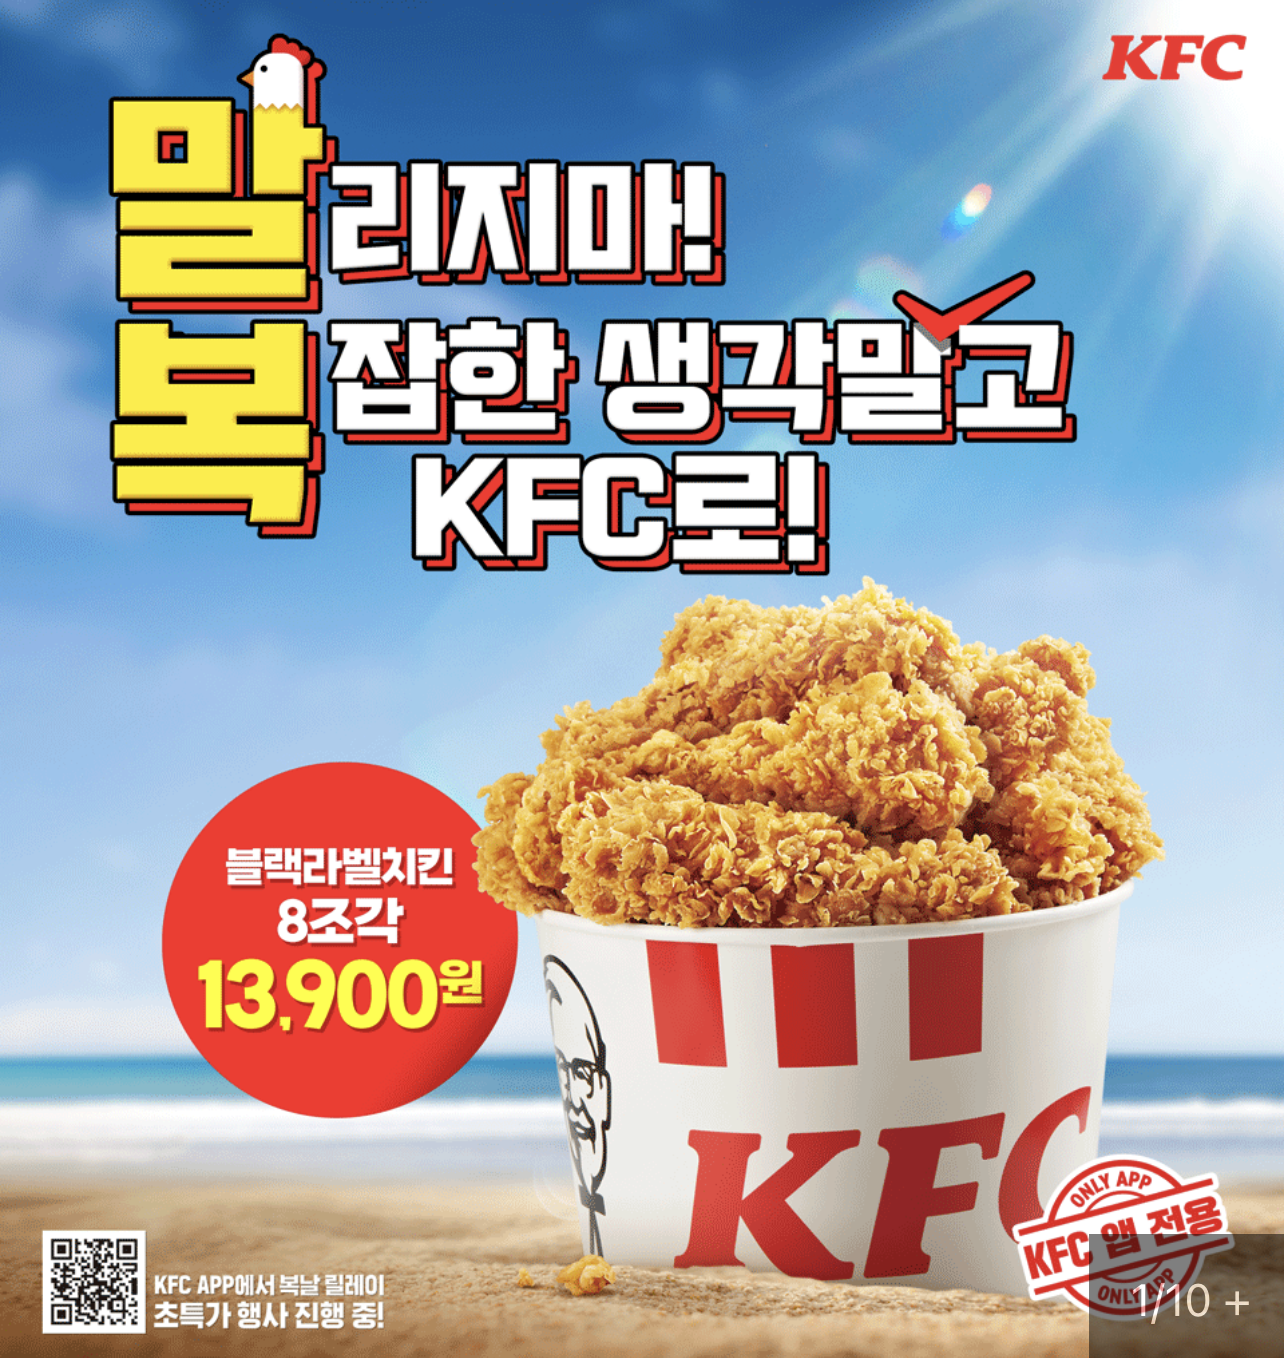 KFC
말리지마!
복잡한 생각말고
KFC로!
블랙라벨치킨
8조각
13,900원
KFC
ONLY APP
KFC 앱 전용
ONLY APP
KFC APP에서 복날 릴레이
초특가 행사 진행 중!
1/10 +